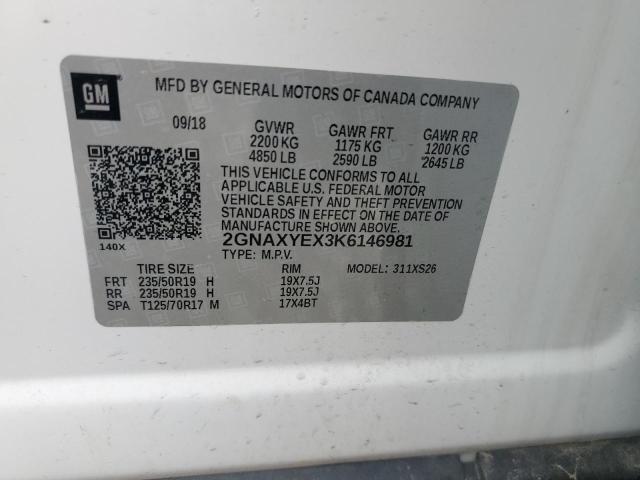 GM
MFD BY GENERAL MOTORS OF CANADA COMPANY
09/18 GVWR GAWR FRT GAWR RR
2200 KG 1175 KG 1200 KG
4850 LB 2590 LB 2645 LB
THIS VEHICLE CONFORMS TO ALL
APPLICABLE U.S. FEDERAL MOTOR
VEHICLE SAFETY AND THEFT PREVENTION
STANDARDS IN EFFECT ON THE DATE OF
MANUFACTURE SHOWN ABOVE.
140X 2GNAXYEX3K6146981
TYPE: M.P.V. MODEL: 311XS26
TIRE SIZE RIM
FRT 235/50R19 H 19X7.5J
RR 235/50R19 H 19X7.5J
SPA T125/70R17 M 17X4BT